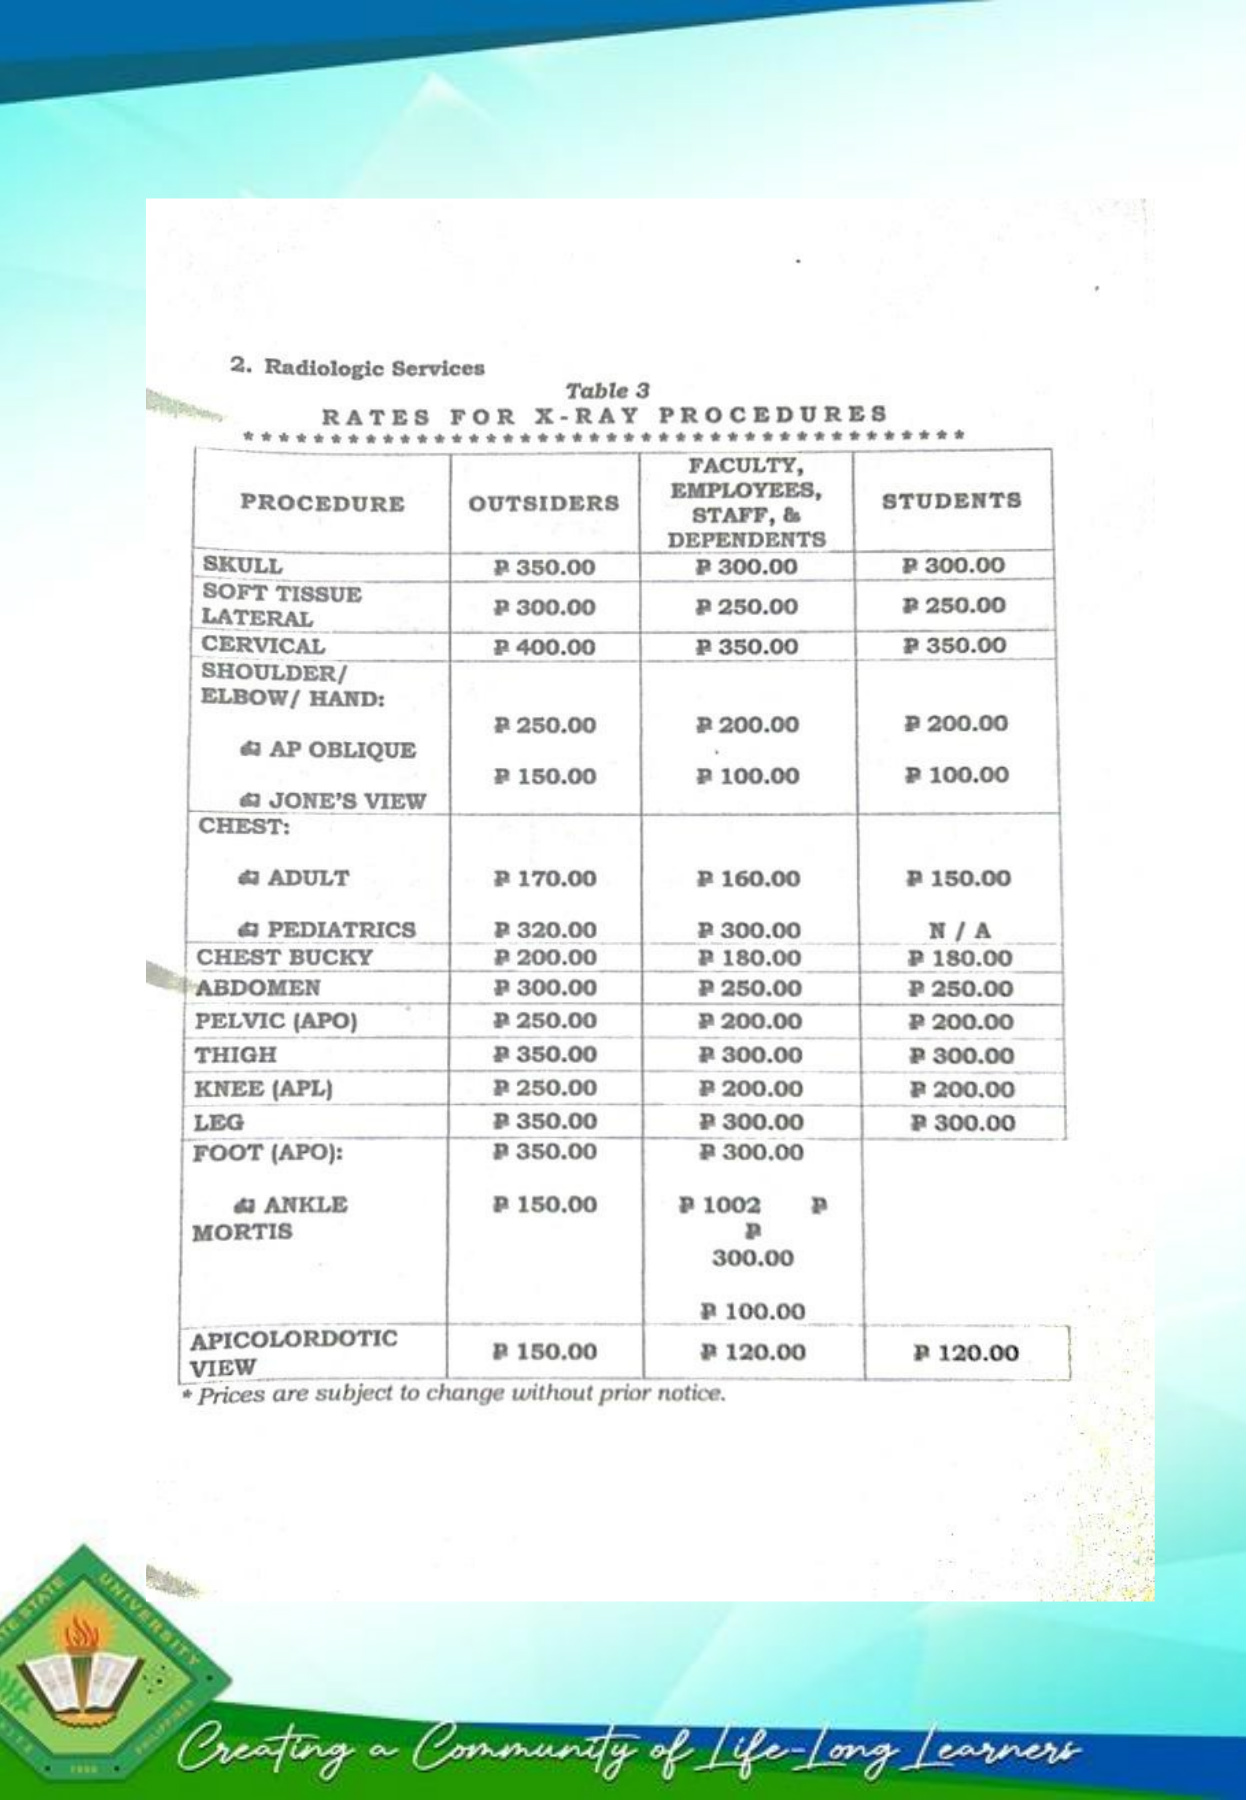 2. Radiologic Services
Table 3
RATES FOR X-RAY PROCEDURES
*****************************************
PROCEDURE OUTSIDERS FACULTY, EMPLOYEES, STAFF, & DEPENDENTS STUDENTS
SKULL ₱ 350.00 ₱ 300.00 ₱ 300.00
SOFT TISSUE
LATERAL ₱ 300.00 ₱ 250.00 ₱ 250.00
CERVICAL ₱ 400.00 ₱ 350.00 ₱ 350.00
SHOULDER/
ELBOW/ HAND:
AP OBLIQUE ₱ 250.00 ₱ 200.00 ₱ 200.00
JONE'S VIEW ₱ 150.00 ₱ 100.00 ₱ 100.00
CHEST:
ADULT ₱ 170.00 ₱ 160.00 ₱ 150.00
PEDIATRICS ₱ 320.00 ₱ 300.00 N / A
CHEST BUCKY ₱ 200.00 ₱ 180.00 ₱ 180.00
ABDOMEN ₱ 300.00 ₱ 250.00 ₱ 250.00
PELVIC (APO) ₱ 250.00 ₱ 200.00 ₱ 200.00
THIGH ₱ 350.00 ₱ 300.00 ₱ 300.00
KNEE (APL) ₱ 250.00 ₱ 200.00 ₱ 200.00
LEG ₱ 350.00 ₱ 300.00 ₱ 300.00
FOOT (APO): ₱ 350.00 ₱ 300.00
ANKLE ₱ 150.00 ₱ 1002 ₱
MORTIS ₱
300.00
₱ 100.00
APICOLORDOTIC
VIEW ₱ 150.00 ₱ 120.00 ₱ 120.00
* Prices are subject to change without prior notice.
STATE UNIVERSITY
PHILIPPINES
Creating a Community of Life-Long Learners